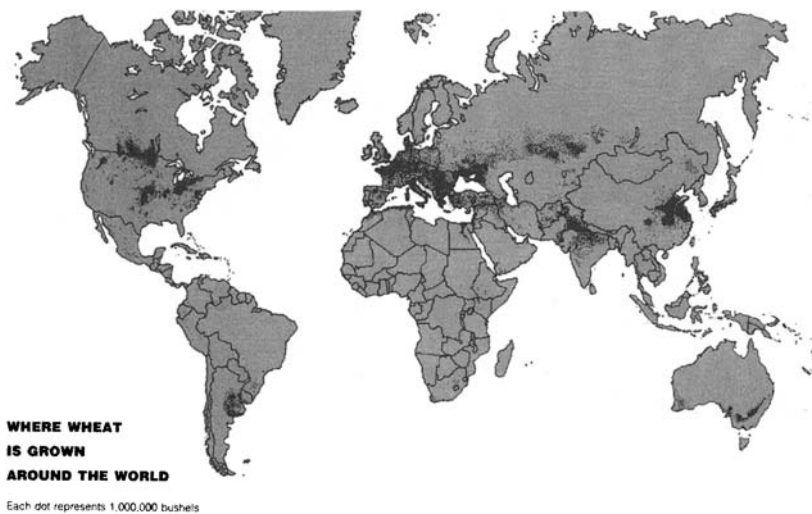 WHERE WHEAT
IS GROWN
AROUND THE WORLD
Each dot represents 1,000,000 bushels